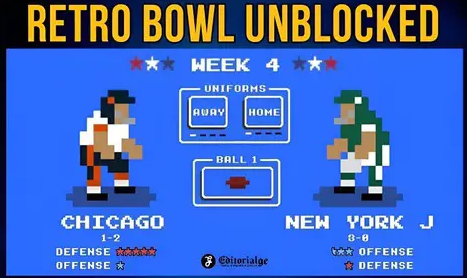 RETRO BOWL UNBLOCKED
WEEK 4
UNIFORMS
AWAY
HOME
BALL 1
CHICAGO
NEW YORK J
1-2
3-0
DEFENSE
OFFENSE
OFFENSE
DEFENSE
Editorialge